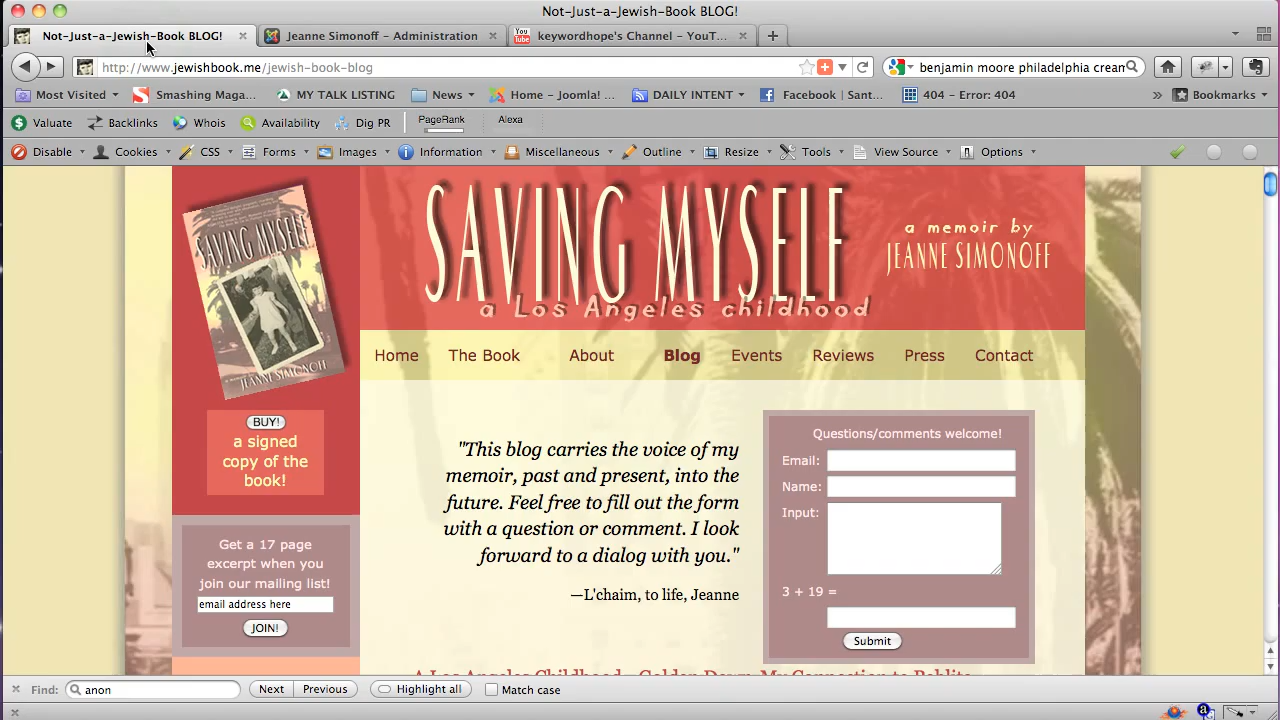 Not-Just-a-Jewish-Book BLOG!
Not-Just-a-Jewish-Book BLOG!
Jeanne Simonoff - Administration
You Tube
keywordhope's Channel - YouT...
http://www.jewishbook.me/jewish-book-blog
benjamin moore philadelphia cream
Most Visited
Smashing Maga...
MY TALK LISTING
News
Home - Joomla! ...
DAILY INTENT
Facebook | Sant...
404 - Error: 404
»
Bookmarks
Valuate
Backlinks
Whois
Availability
Dig PR
PageRank
Alexa
Disable
Cookies
CSS
Forms
Images
Information
Miscellaneous
Outline
Resize
Tools
View Source
Options
SAVING MYSELF
JEANNE SIMONOFF
SAVING MYSELF
a Los Angeles childhood
a memoir by
JEANNE SIMONOFF
Home
The Book
About
Blog
Events
Reviews
Press
Contact
BUY!
a signed
copy of the
book!
Get a 17 page
excerpt when you
join our mailing list!
email address here
JOIN!
"This blog carries the voice of my
memoir, past and present, into the
future. Feel free to fill out the form
with a question or comment. I look
forward to a dialog with you."
—L'chaim, to life, Jeanne
Questions/comments welcome!
Email:
Name:
Input:
3 + 19 =
Submit
Find:
anon
Next
Previous
Highlight all
Match case